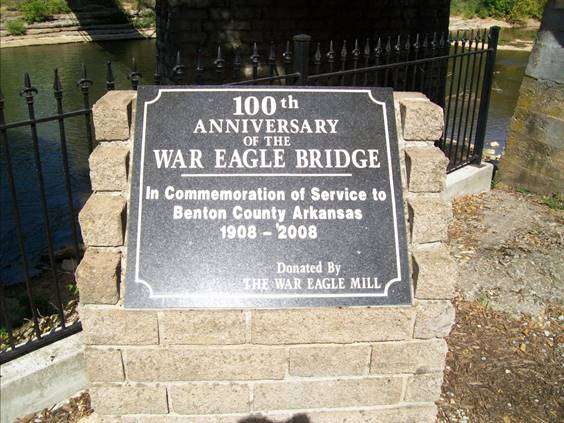 100th
ANNIVERSARY
OF THE
WAR EAGLE BRIDGE
In Commemoration of Service to
Benton County Arkansas
1908 - 2008
Donated By
THE WAR EAGLE MILL